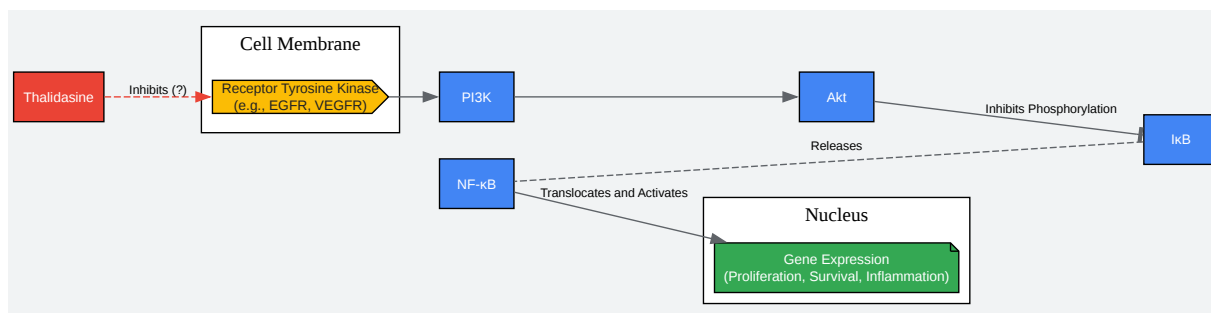 Cell Membrane
Thalidasine
Inhibits (?)
Receptor Tyrosine Kinase
(e.g., EGFR, VEGFR)
PI3K
Akt
Inhibits Phosphorylation
IκB
Releases
NF-κB
Translocates and Activates
Nucleus
Gene Expression
(Proliferation, Survival, Inflammation)